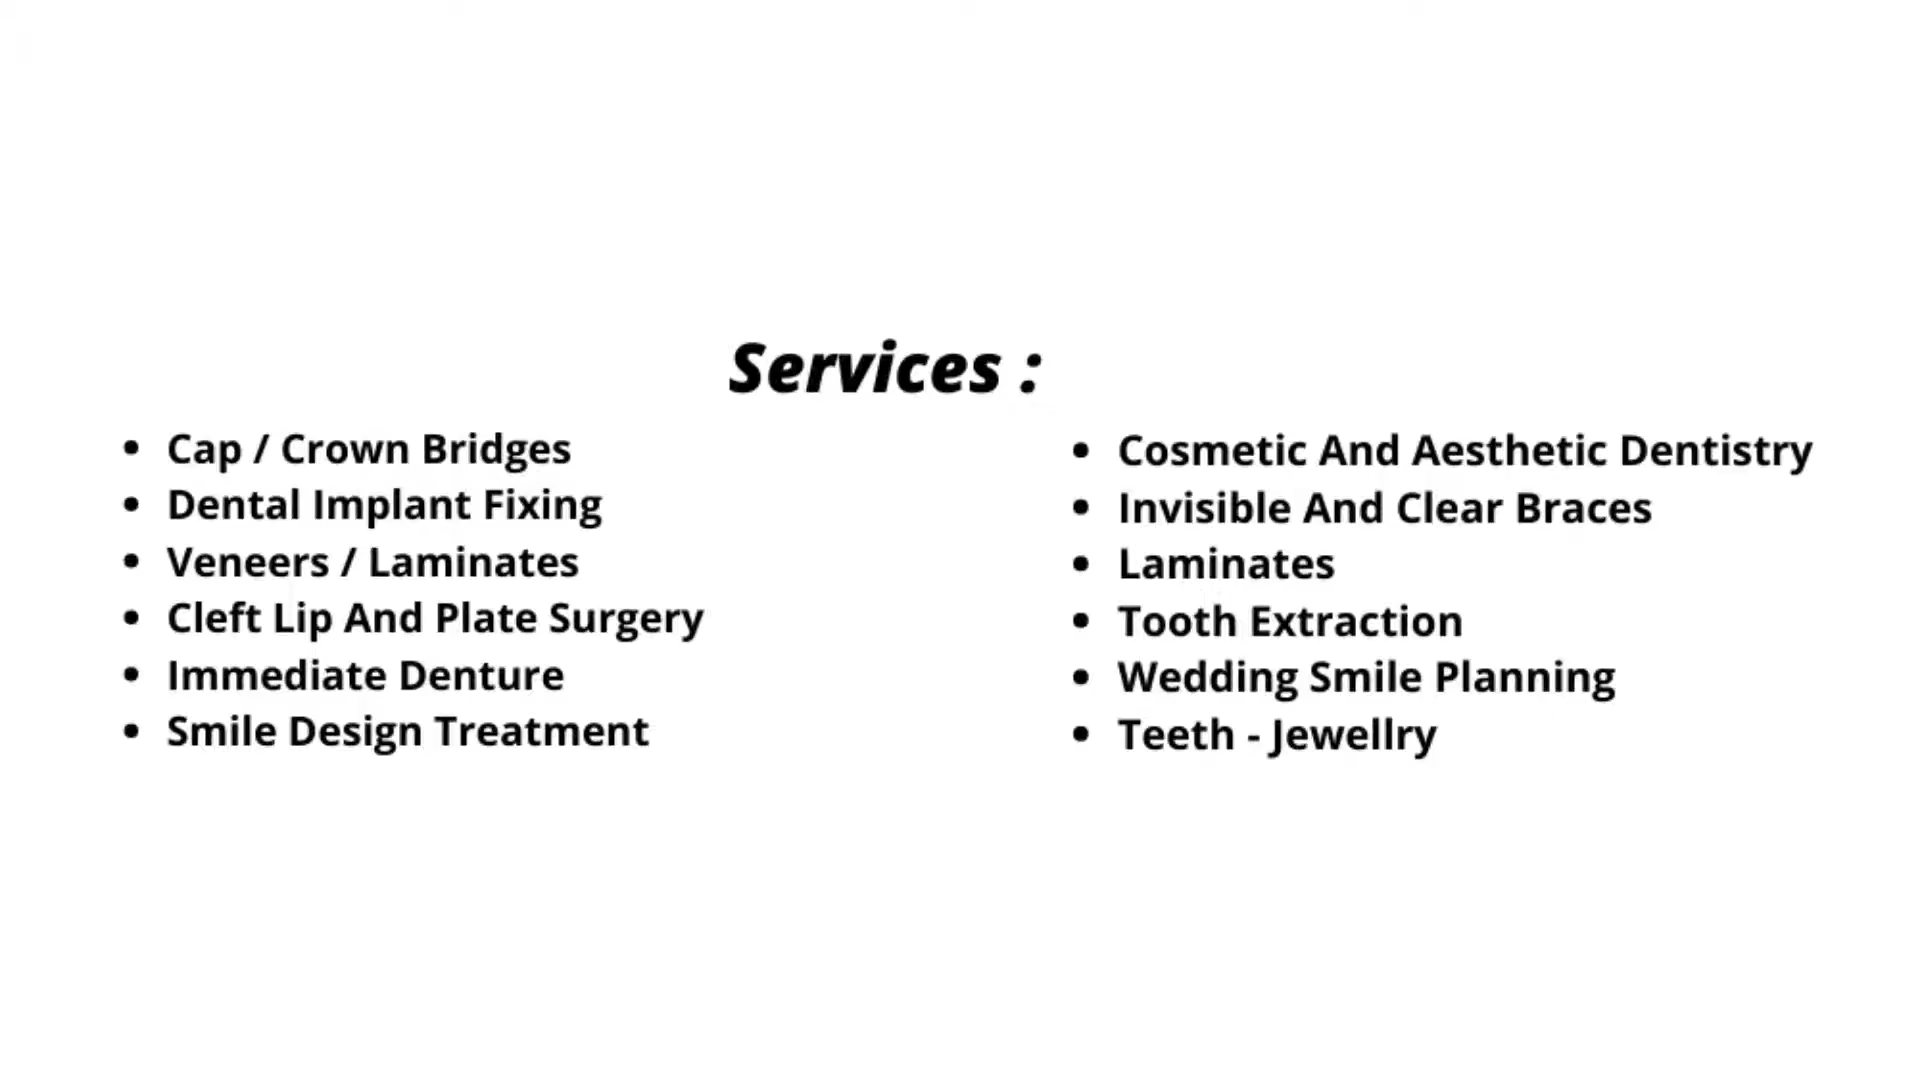 Services :
• Cap / Crown Bridges
• Dental Implant Fixing
• Veneers / Laminates
• Cleft Lip And Plate Surgery
• Immediate Denture
• Smile Design Treatment
• Cosmetic And Aesthetic Dentistry
• Invisible And Clear Braces
• Laminates
• Tooth Extraction
• Wedding Smile Planning
• Teeth - Jewellry